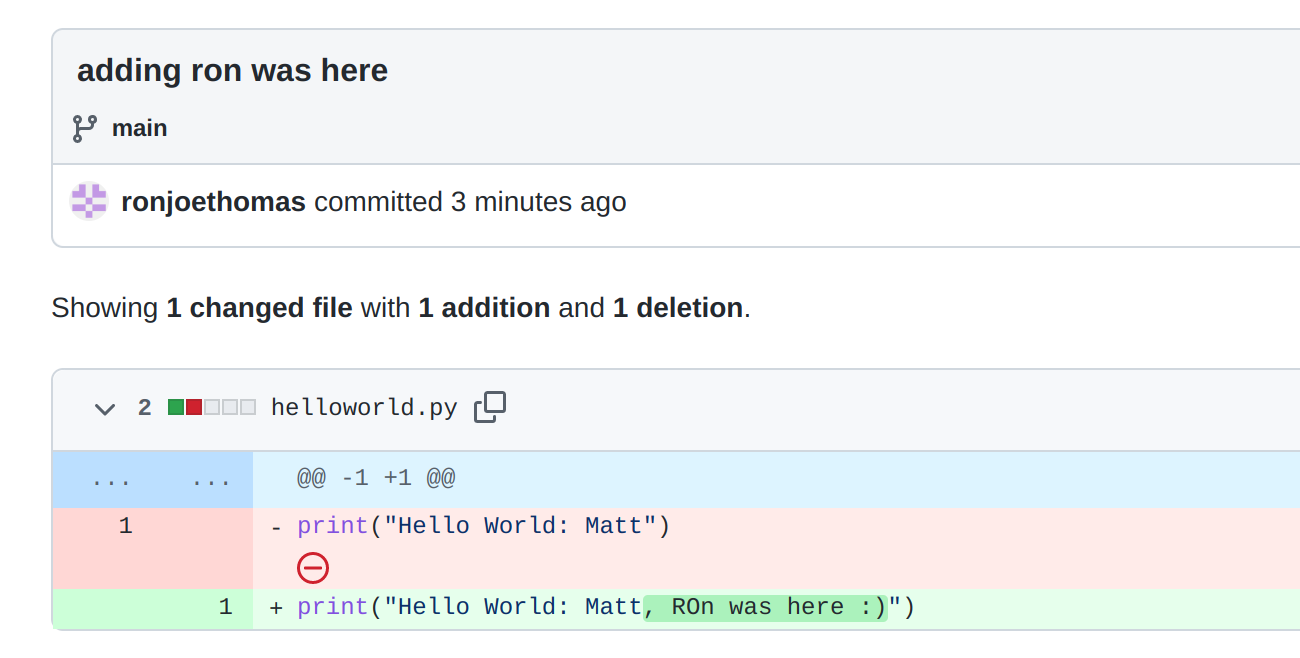 adding ron was here
main
ronjoethomas committed 3 minutes ago
Showing 1 changed file with 1 addition and 1 deletion.
2 helloworld.py
... ... @@ -1 +1 @@
1 - print("Hello World: Matt")
1 + print("Hello World: Matt, ROn was here :)")